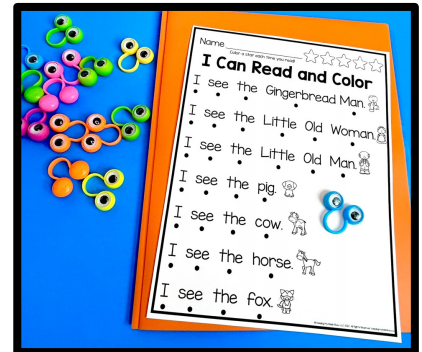 Name
Color a star each time you read!
I Can Read and Color
I see the Gingerbread Man.
I see the Little Old Woman.
I see the Little Old Man.
I see the pig.
I see the cow.
I see the horse.
I see the fox.